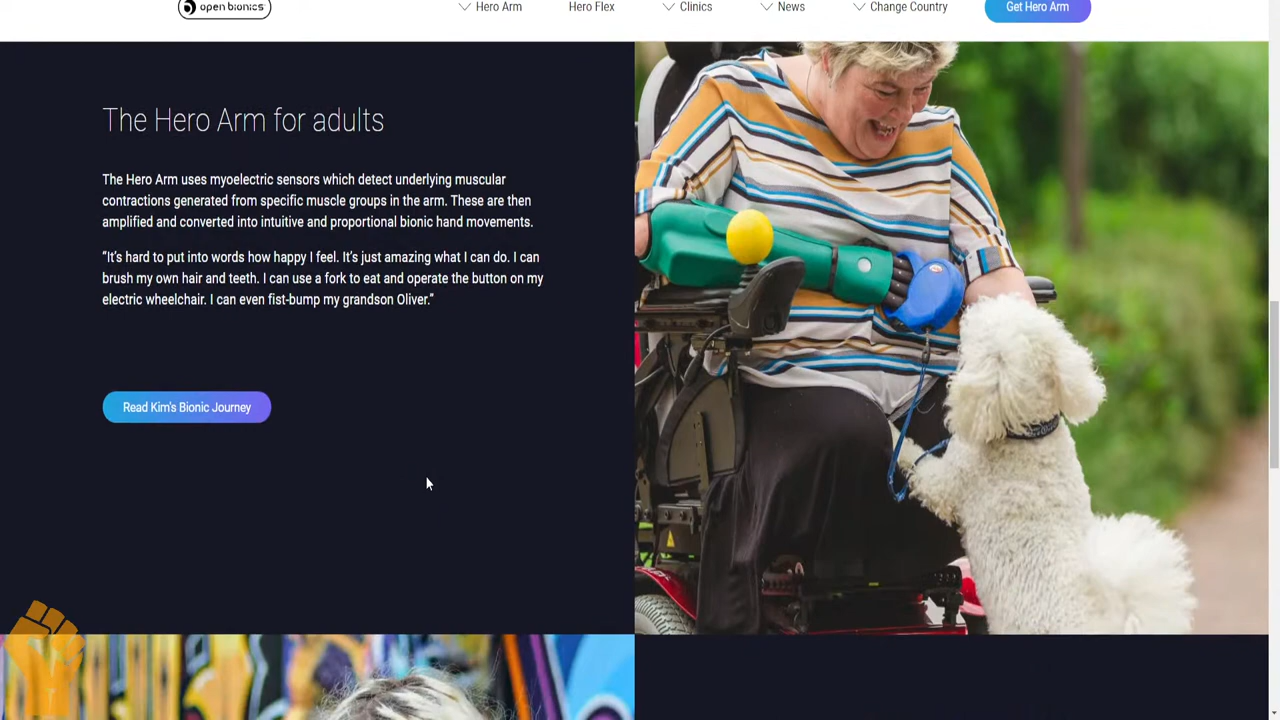 open bionics
Hero Arm
Hero Flex
Clinics
News
Change Country
Get Hero Arm
The Hero Arm for adults
The Hero Arm uses myoelectric sensors which detect underlying muscular
contractions generated from specific muscle groups in the arm. These are then
amplified and converted into intuitive and proportional bionic hand movements.
“It’s hard to put into words how happy I feel. It’s just amazing what I can do. I can
brush my own hair and teeth. I can use a fork to eat and operate the button on my
electric wheelchair. I can even fist-bump my grandson Oliver.”
Read Kim's Bionic Journey